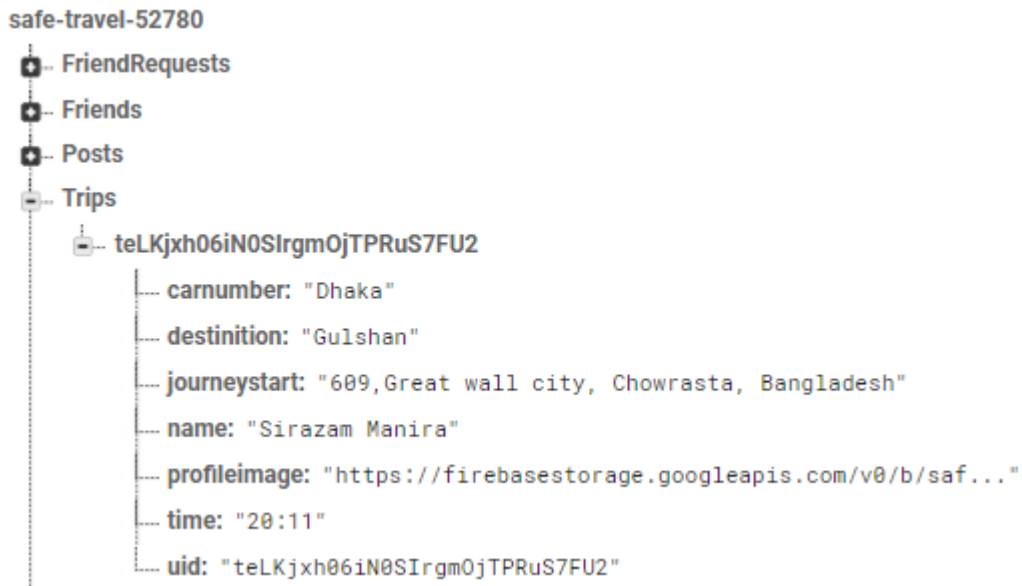 safe-travel-52780
FriendRequests
Friends
Posts
Trips
teLKjxh06iN0SIrgmOjTPRuS7FU2
carnumber: "Dhaka"
destinition: "Gulshan"
journeystart: "609,Great wall city, Chowrasta, Bangladesh"
name: "Sirazam Manira"
profileimage: "https://firebasestorage.googleapis.com/v0/b/saf..."
time: "20:11"
uid: "teLKjxh06iN0SIrgmOjTPRuS7FU2"